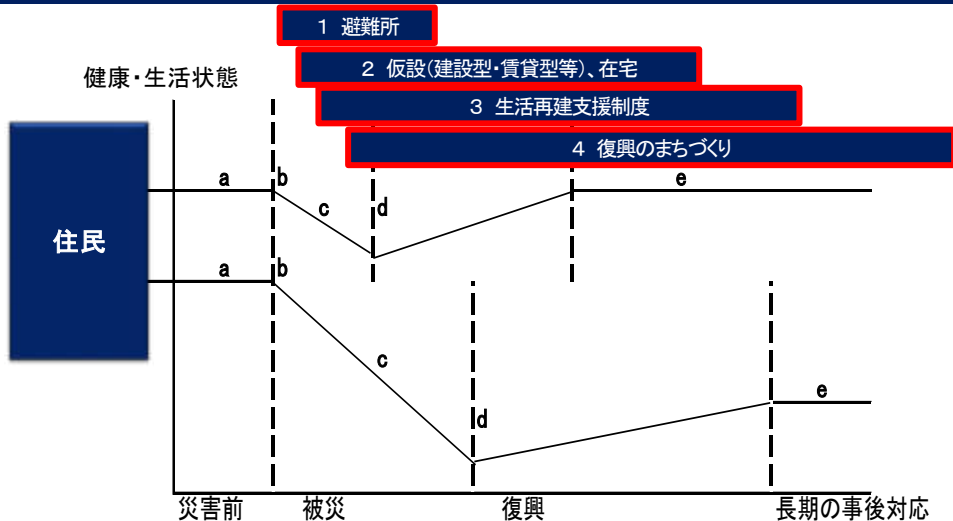 1 避難所
2 仮設(建設型・賃貸型等)、在宅
健康・生活状態
3 生活再建支援制度
4 復興のまちづくり
a
b
c
d
e
住民
a
b
c
d
e
災害前
被災
復興
長期の事後対応